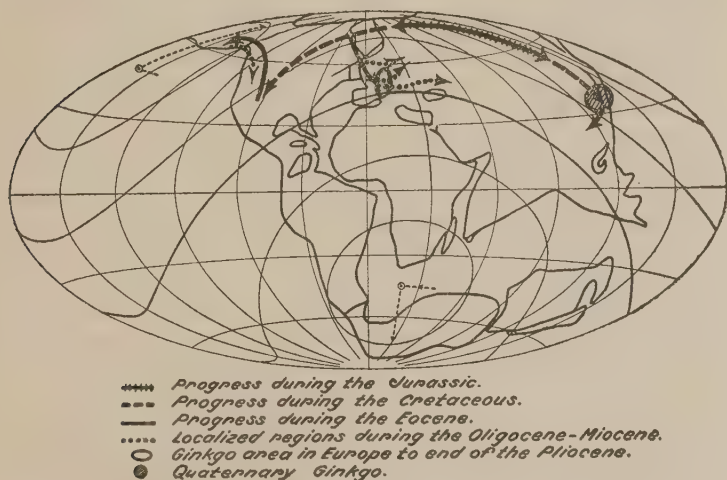 Progress during the Jurassic.
Progress during the Cretaceous.
Progress during the Eocene.
Localized regions during the Oligocene-Miocene.
Ginkgo area in Europe to end of the Pliocene.
Quaternary Ginkgo.